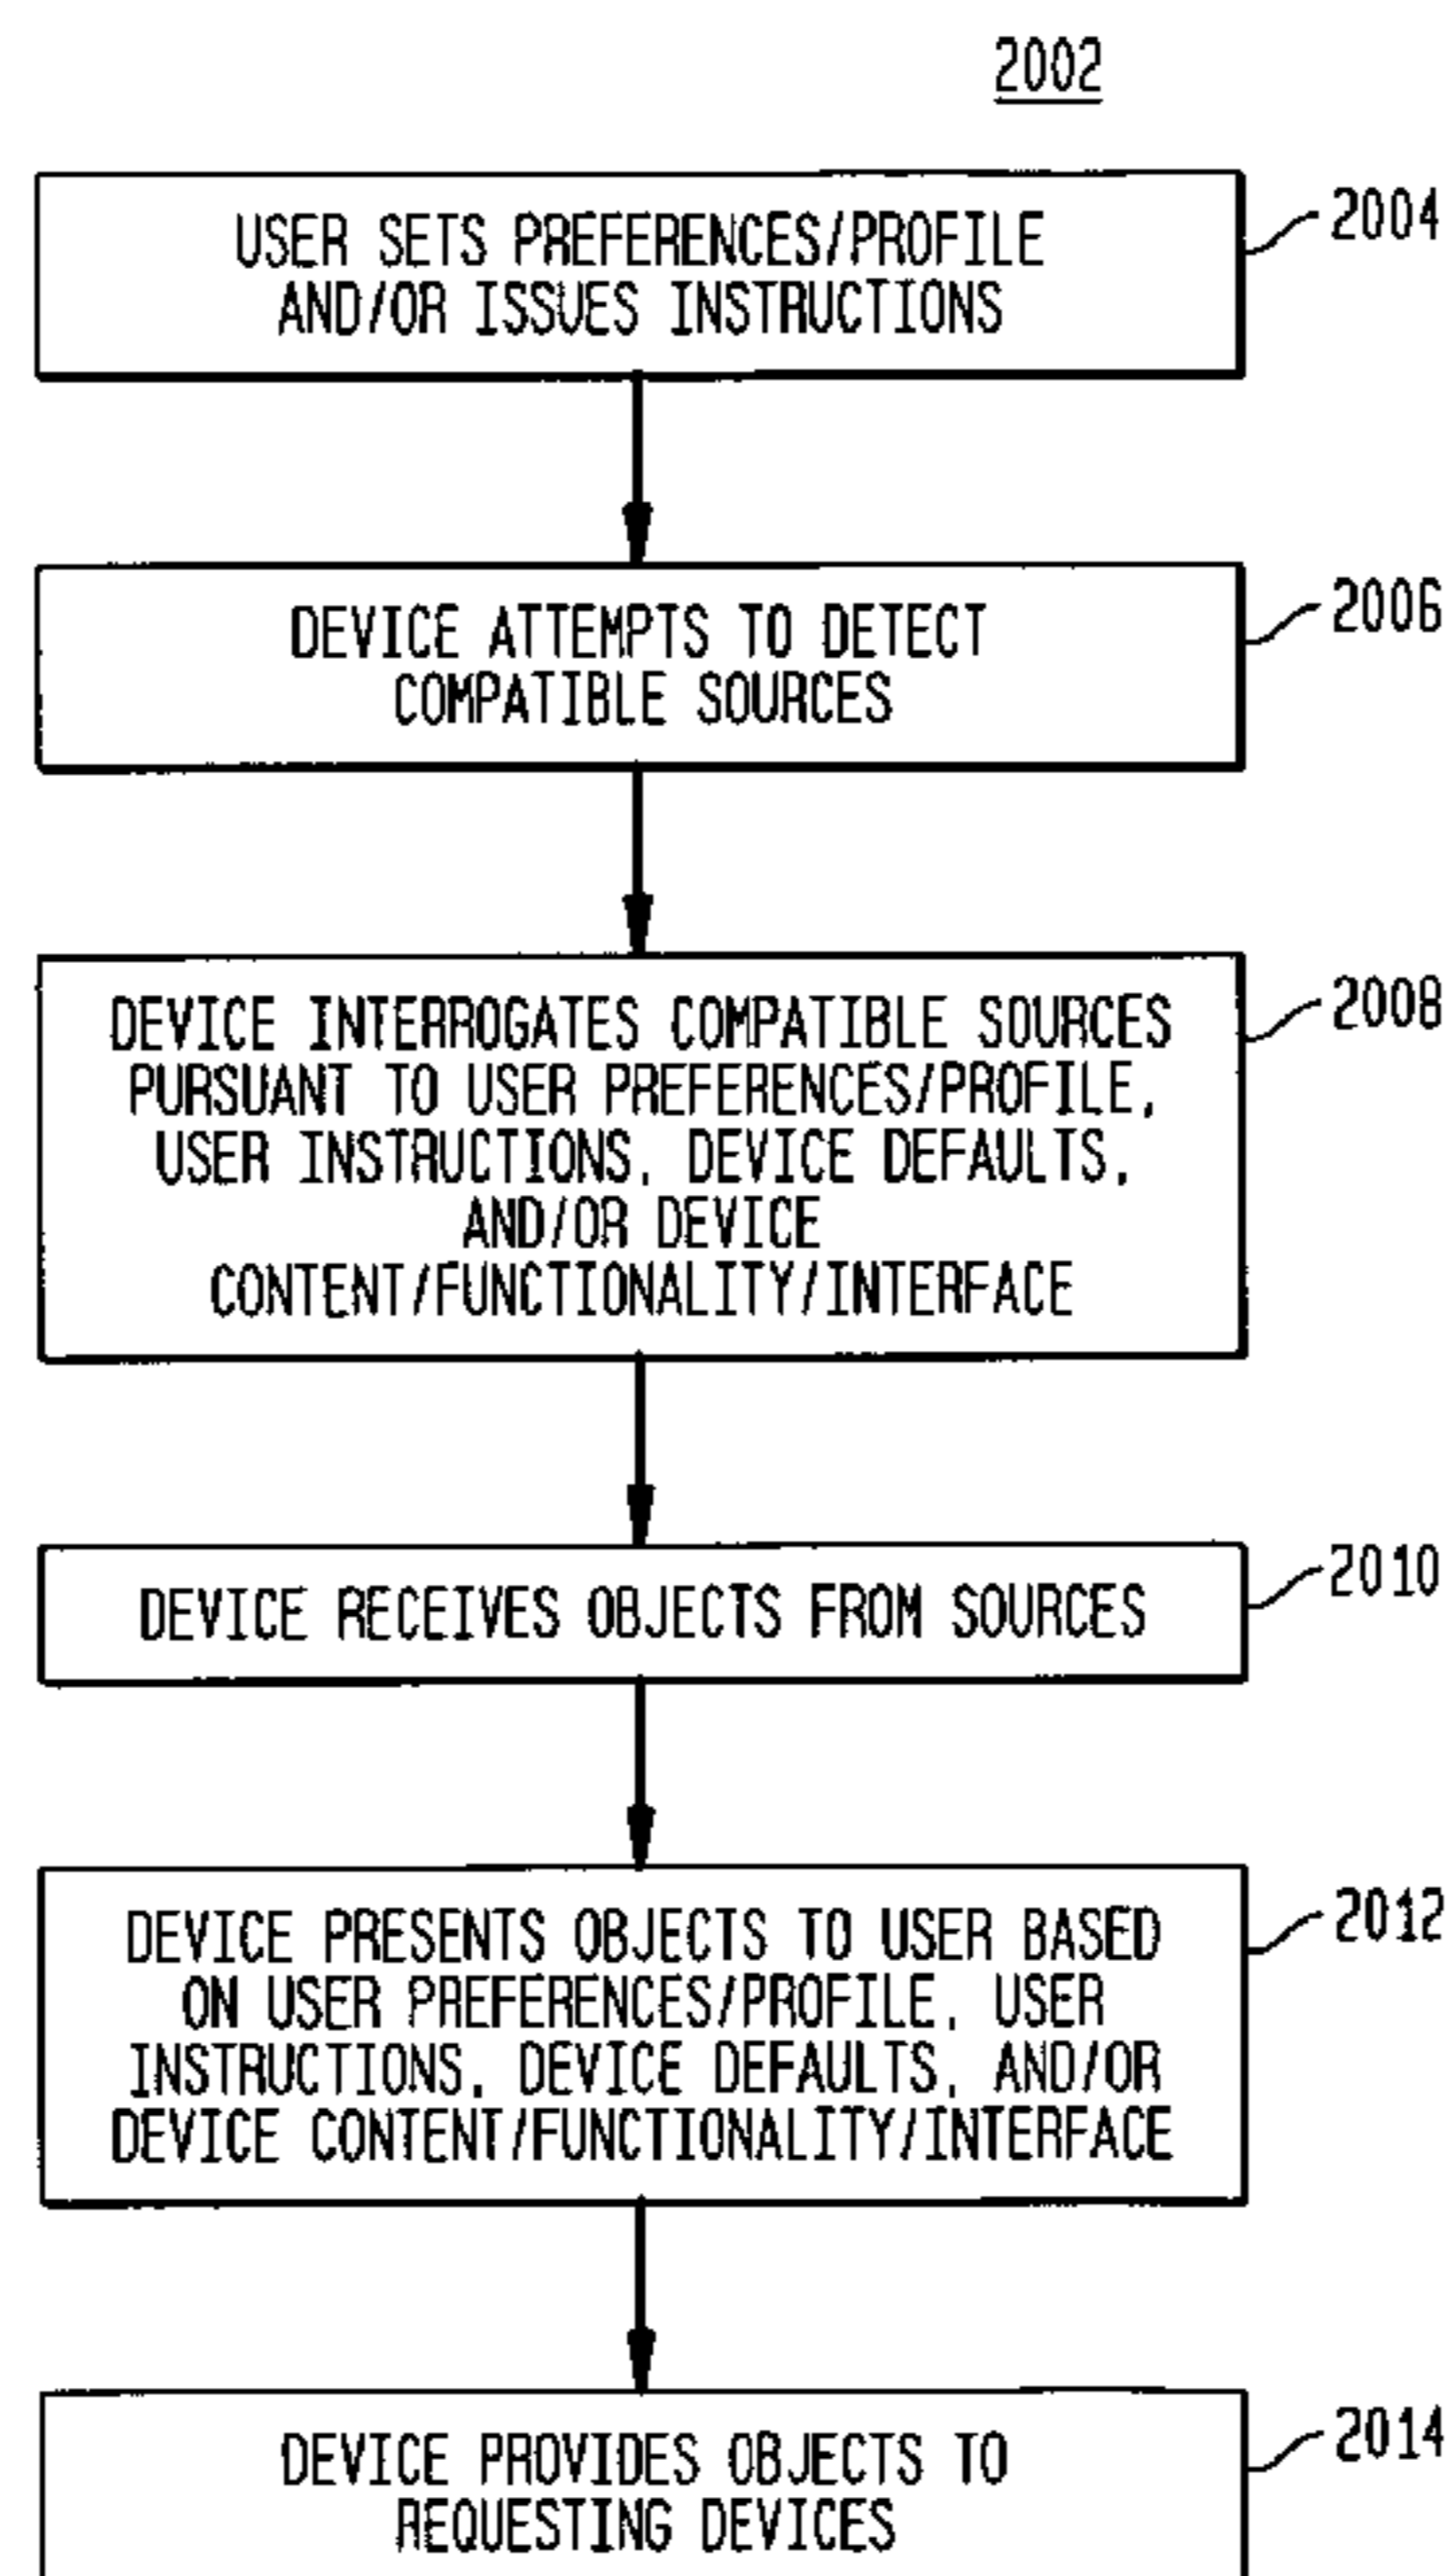 2002
USER SETS PREFERENCES/PROFILE
AND/OR ISSUES INSTRUCTIONS
2004
DEVICE ATTEMPTS TO DETECT
COMPATIBLE SOURCES
2006
DEVICE INTERROGATES COMPATIBLE SOURCES
PURSUANT TO USER PREFERENCES/PROFILE,
USER INSTRUCTIONS, DEVICE DEFAULTS,
AND/OR DEVICE
CONTENT/FUNCTIONALITY/INTERFACE
2008
DEVICE RECEIVES OBJECTS FROM SOURCES
2010
DEVICE PRESENTS OBJECTS TO USER BASED
ON USER PREFERENCES/PROFILE, USER
INSTRUCTIONS, DEVICE DEFAULTS, AND/OR
DEVICE CONTENT/FUNCTIONALITY/INTERFACE
2012
DEVICE PROVIDES OBJECTS TO
REQUESTING DEVICES
2014